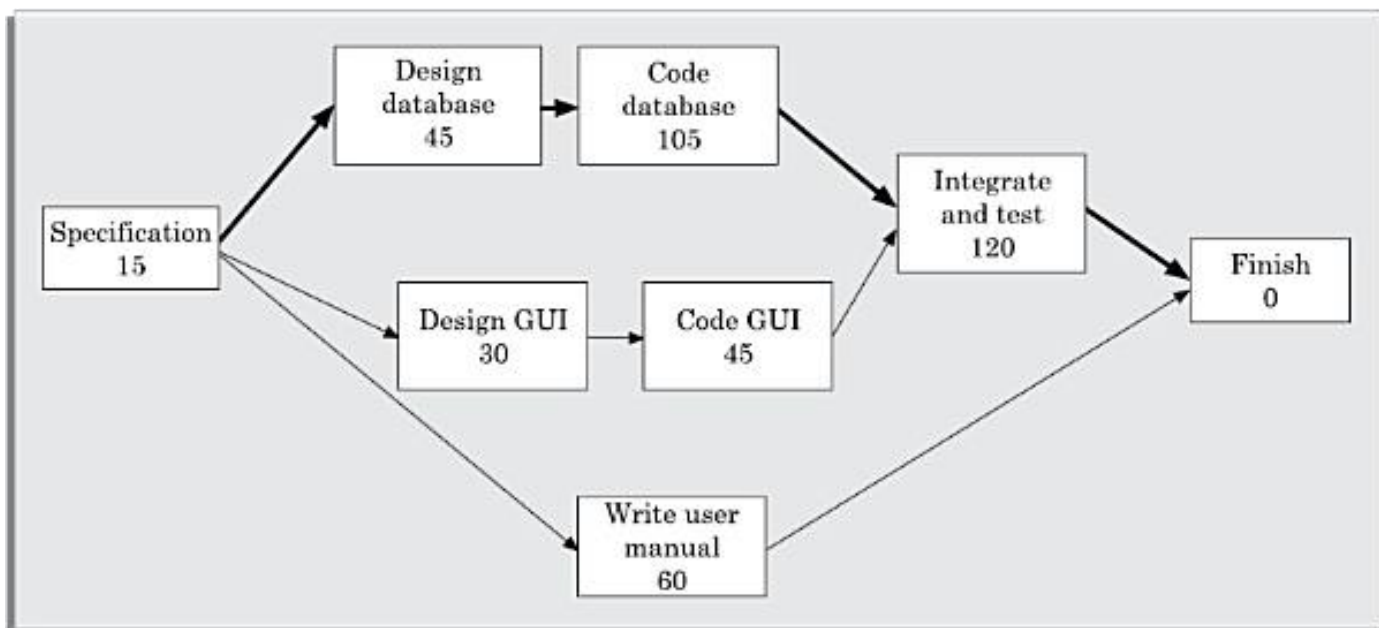 Design
database
45
Code
database
105
Integrate
and test
120
Specification
15
Finish
0
Design GUI
30
Code GUI
45
Write user
manual
60